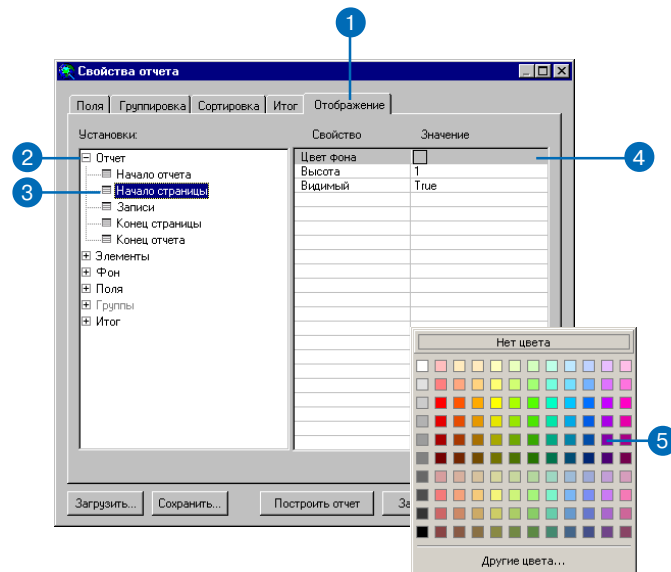 1
Свойства отчета
Поля Группировка Сортировка Итог Отображение
Установки: Свойство Значение
2 Отчет Цвет фона 4
Начало отчета Высота 1
3 Начало страницы Видимый True
Записи
Конец страницы
Конец отчета
Элементы
Фон
Поля
Группы
Итог
Нет цвета
5
Загрузить... Сохранить... Построить отчет
Другие цвета...